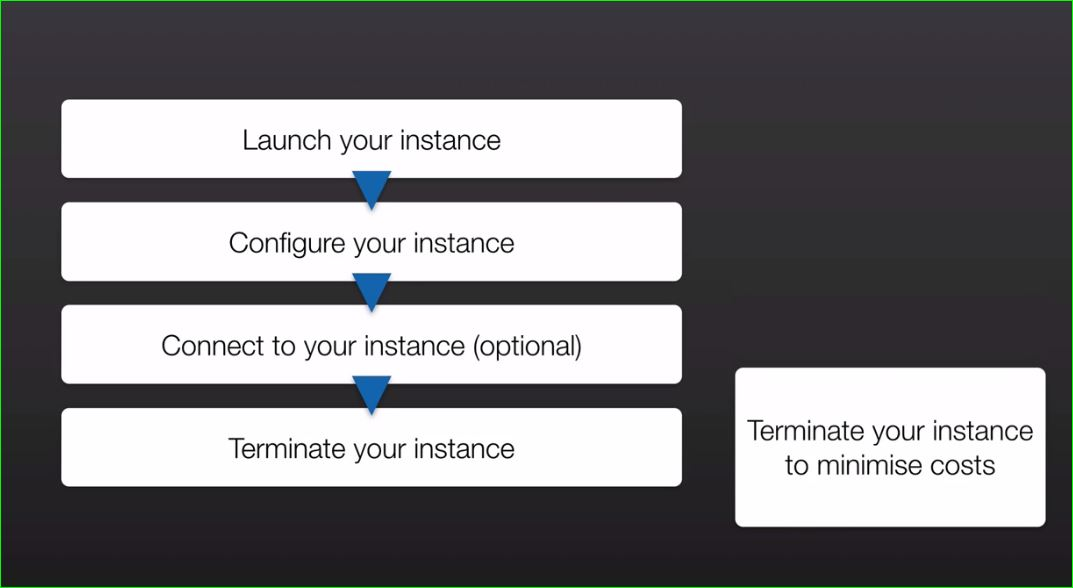 Launch your instance
Configure your instance
Connect to your instance (optional)
Terminate your instance
Terminate your instance
to minimise costs